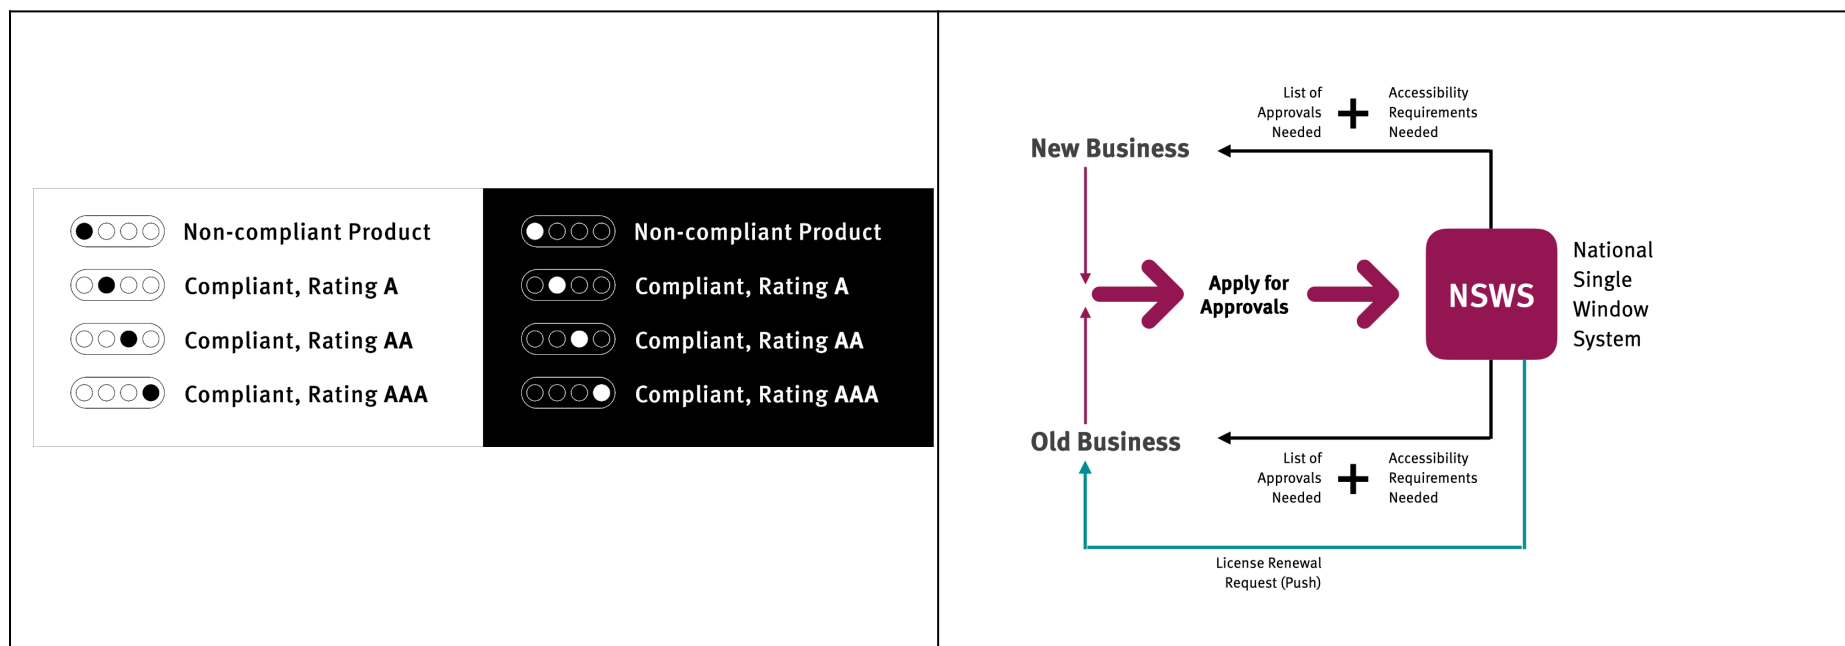 Non-compliant Product
Compliant, Rating A
Compliant, Rating AA
Compliant, Rating AAA
Non-compliant Product
Compliant, Rating A
Compliant, Rating AA
Compliant, Rating AAA
List of
Approvals
Needed
+
Accessibility
Requirements
Needed
New Business
Apply for
Approvals
NSWS
National
Single
Window
System
Old Business
List of
Approvals
Needed
+
Accessibility
Requirements
Needed
License Renewal
Request (Push)